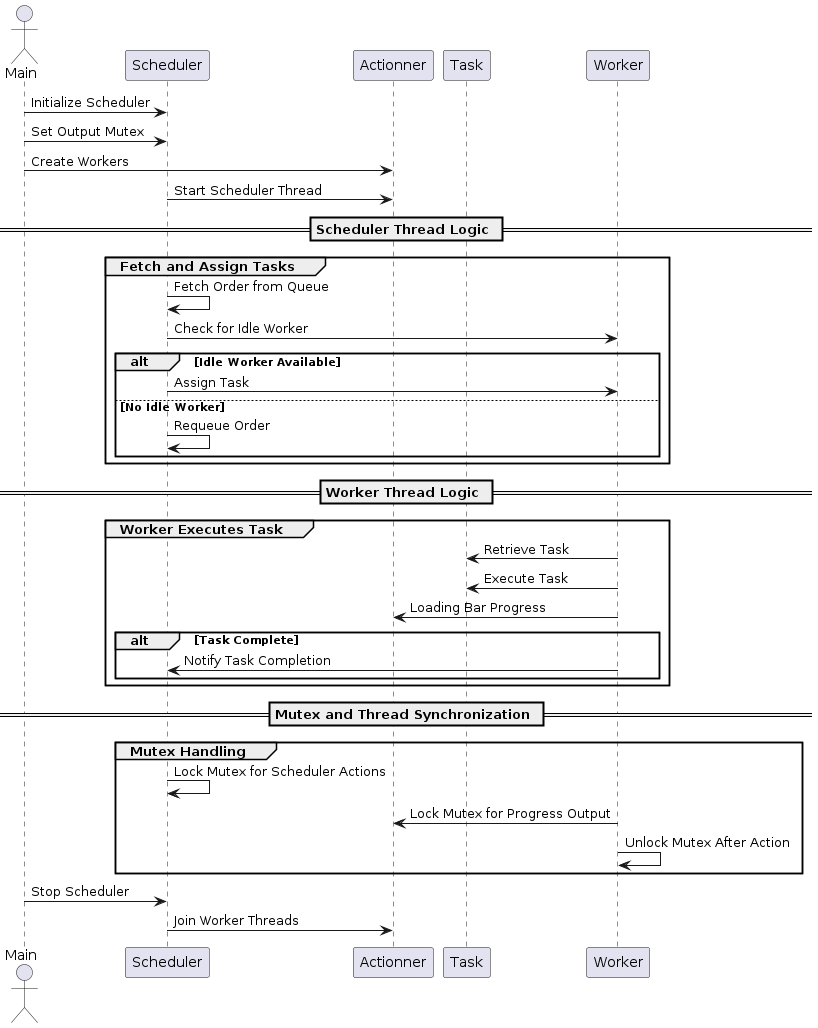 Main
Scheduler
Actionner
Task
Worker
Initialize Scheduler
Set Output Mutex
Create Workers
Start Scheduler Thread
Scheduler Thread Logic
Fetch and Assign Tasks
Fetch Order from Queue
Check for Idle Worker
alt [Idle Worker Available]
Assign Task
[No Idle Worker]
Requeue Order
Worker Thread Logic
Worker Executes Task
Retrieve Task
Execute Task
Loading Bar Progress
alt [Task Complete]
Notify Task Completion
Mutex and Thread Synchronization
Mutex Handling
Lock Mutex for Scheduler Actions
Lock Mutex for Progress Output
Unlock Mutex After Action
Stop Scheduler
Join Worker Threads
Main
Scheduler
Actionner
Task
Worker